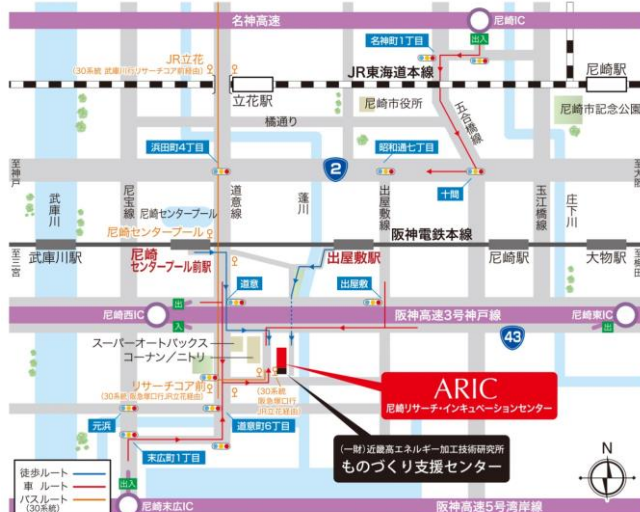 名神高速
尼崎IC
出入
名神町1丁目
JR立花
(30系統 武庫川行リサーチコア前経由)
JR東海道本線
尼崎駅
立花駅
尼崎市役所
五合橋線
尼崎市記念公園
橘通り
浜田町4丁目
昭和通七丁目
2
十間
至神戸
至大阪
武庫川
尼宝線
道意線
蓬川
出屋敷線
玉江橋線
庄下川
尼崎センタープール
尼崎センタープール
阪神電鉄本線
武庫川駅
尼崎
センタープール前駅
出屋敷駅
尼崎駅
大物駅
至三宮
至梅田
道意
出屋敷
出
尼崎西IC
入
阪神高速3号神戸線
尼崎東IC
出
43
スーパーオートバックス
コーナン/ニトリ
リサーチコア前
(30系統 阪急塚口行,JR立花経由)
(30系統
阪急塚口行
JR立花経由)
ARIC
尼崎リサーチ・インキュベーションセンター
元浜
道意町6丁目
末広町1丁目
(一財)近畿高エネルギー加工技術研究所
ものづくり支援センター
N
徒歩ルート
車 ルート
バスルート
(30系統)
入
尼崎末広IC
阪神高速5号湾岸線